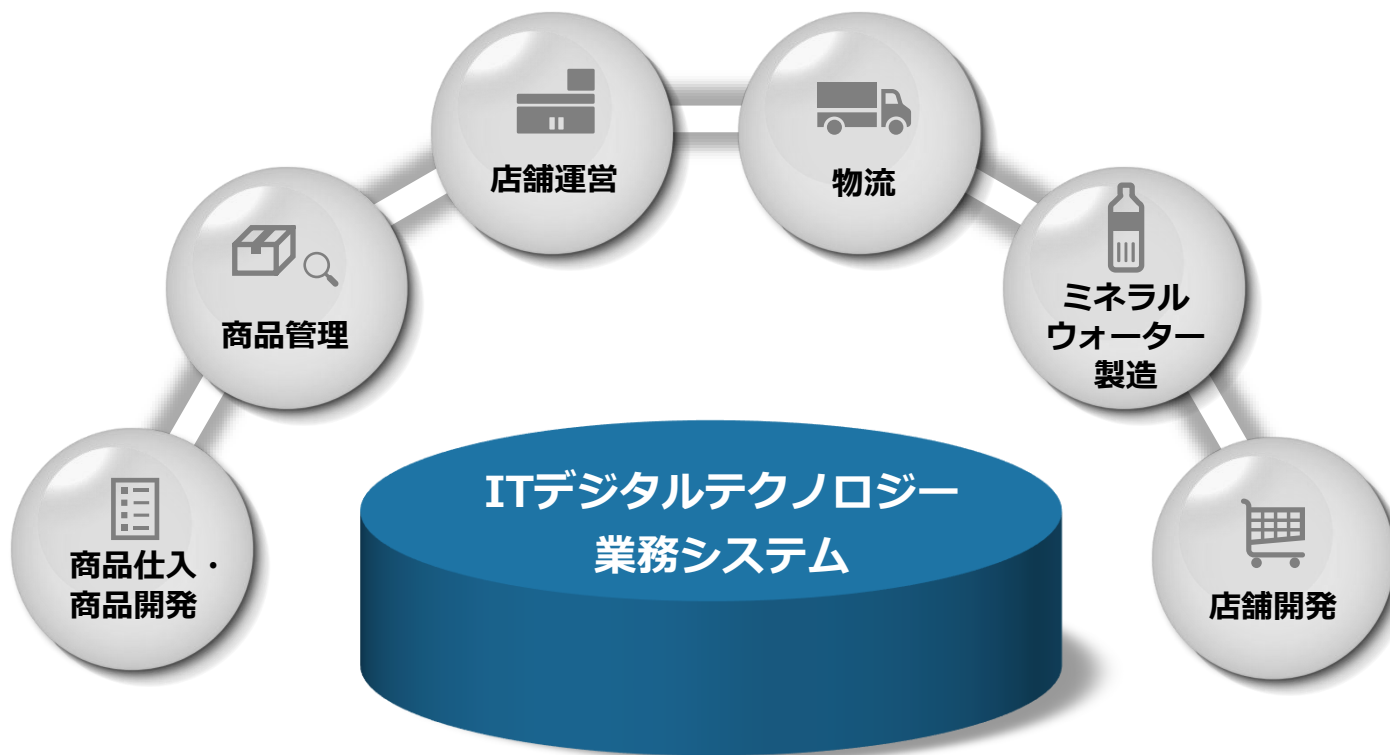 店舗運営
物流
商品管理
ミネラル
ウォーター
製造
商品仕入・
商品開発
ITデジタルテクノロジー
業務システム
店舗開発